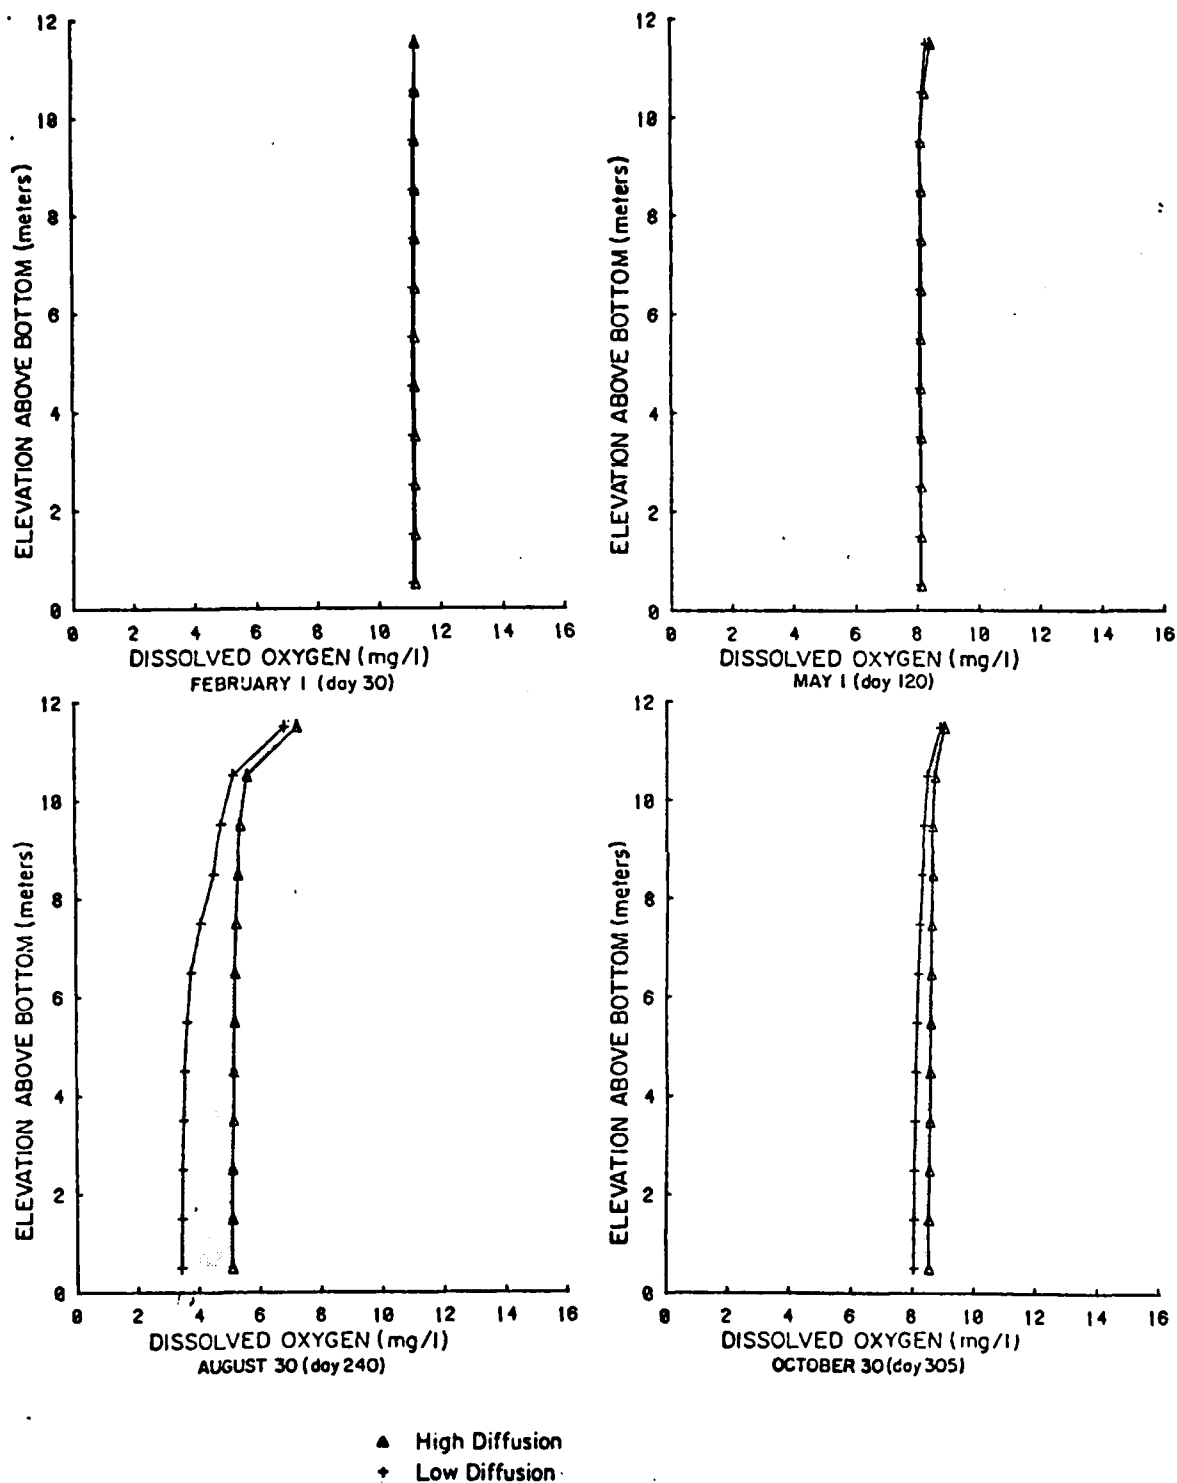 12
10
8
6
4
2
0
ELEVATION ABOVE BOTTOM (meters)
0 2 4 6 8 10 12 14 16
DISSOLVED OXYGEN (mg/l)
FEBRUARY 1 (day 30)
12
10
8
6
4
2
0
ELEVATION ABOVE BOTTOM (meters)
0 2 4 6 8 10 12 14 16
DISSOLVED OXYGEN (mg/l)
MAY 1 (day 120)
12
10
8
6
4
2
0
ELEVATION ABOVE BOTTOM (meters)
0 2 4 6 8 10 12 14 16
DISSOLVED OXYGEN (mg/l)
AUGUST 30 (day 240)
12
10
8
6
4
2
0
ELEVATION ABOVE BOTTOM (meters)
0 2 4 6 8 10 12 14 16
DISSOLVED OXYGEN (mg/l)
OCTOBER 30 (day 305)
High Diffusion
Low Diffusion